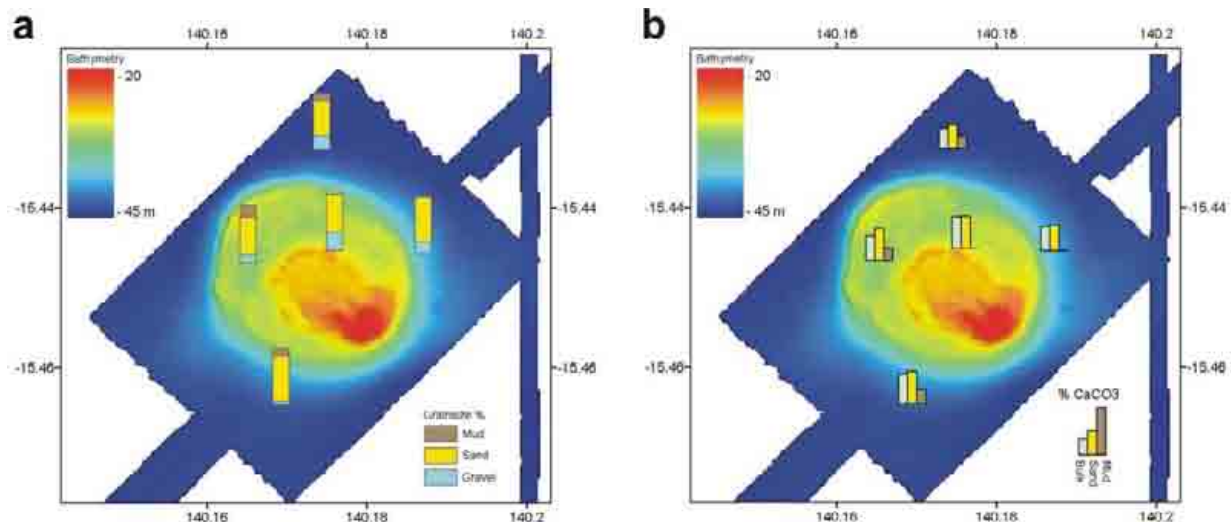 a
140.16 140.18 140.2
Bathymetry
- 20
- 45 m
-15.44
-15.44
-15.46
-15.46
Grainsize %
Mud
Sand
Gravel
140.16 140.18 140.2
b
140.16 140.18 140.2
Bathymetry
- 20
- 45 m
-15.44
-15.44
-15.46
-15.46
% CaCO3
Bulk
Sand
Mud
140.16 140.18 140.2